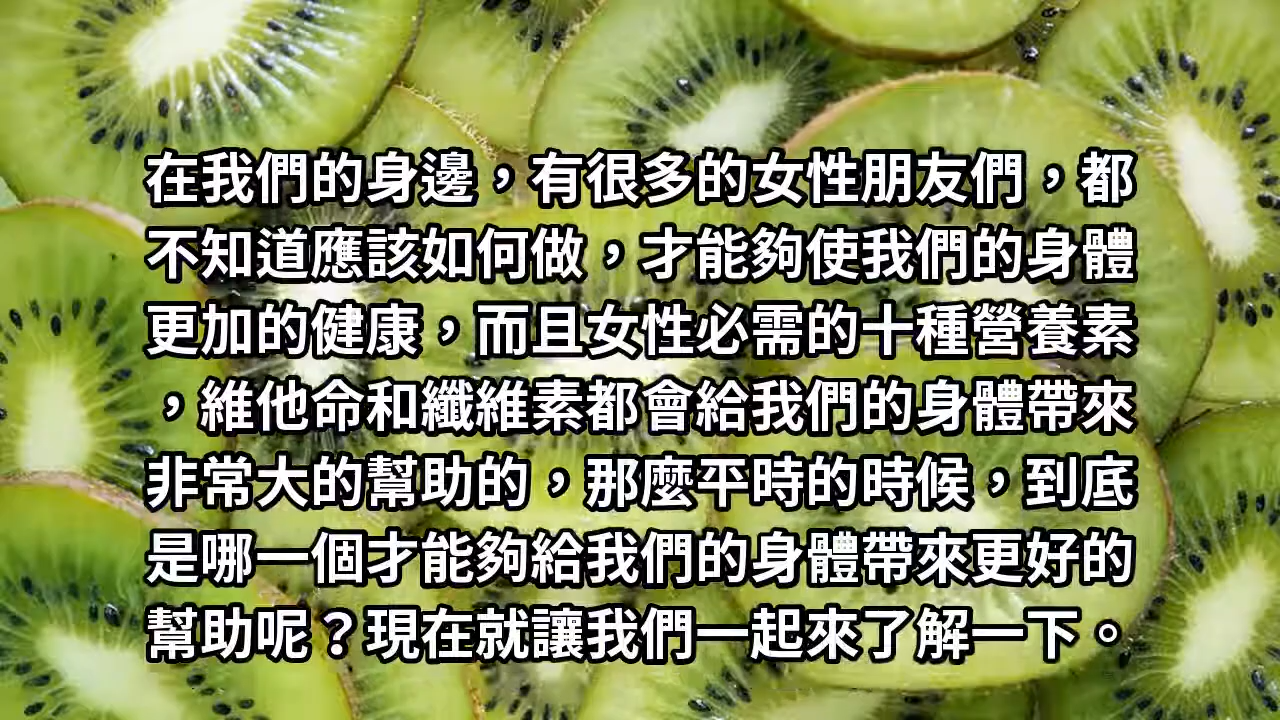 在我們的身邊，有很多的女性朋友們，都
不知道應該如何做，才能夠使我們的身體
更加的健康，而且女性必需的十種營養素
，維他命和纖維素都會給我們的身體帶來
非常大的幫助的，那麼平時的時候，到底
是哪一個才能夠給我們的身體帶來更好的
幫助呢？現在就讓我們一起來了解一下。